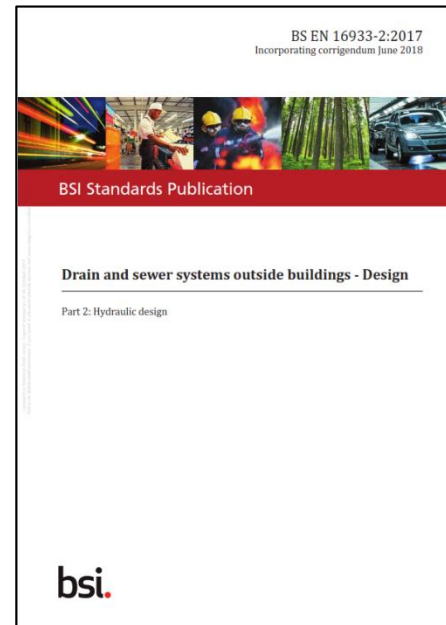 BS EN 16933-2:2017
Incorporating corrigendum June 2018
BSI Standards Publication
Drain and sewer systems outside buildings - Design
Part 2: Hydraulic design
bsi.